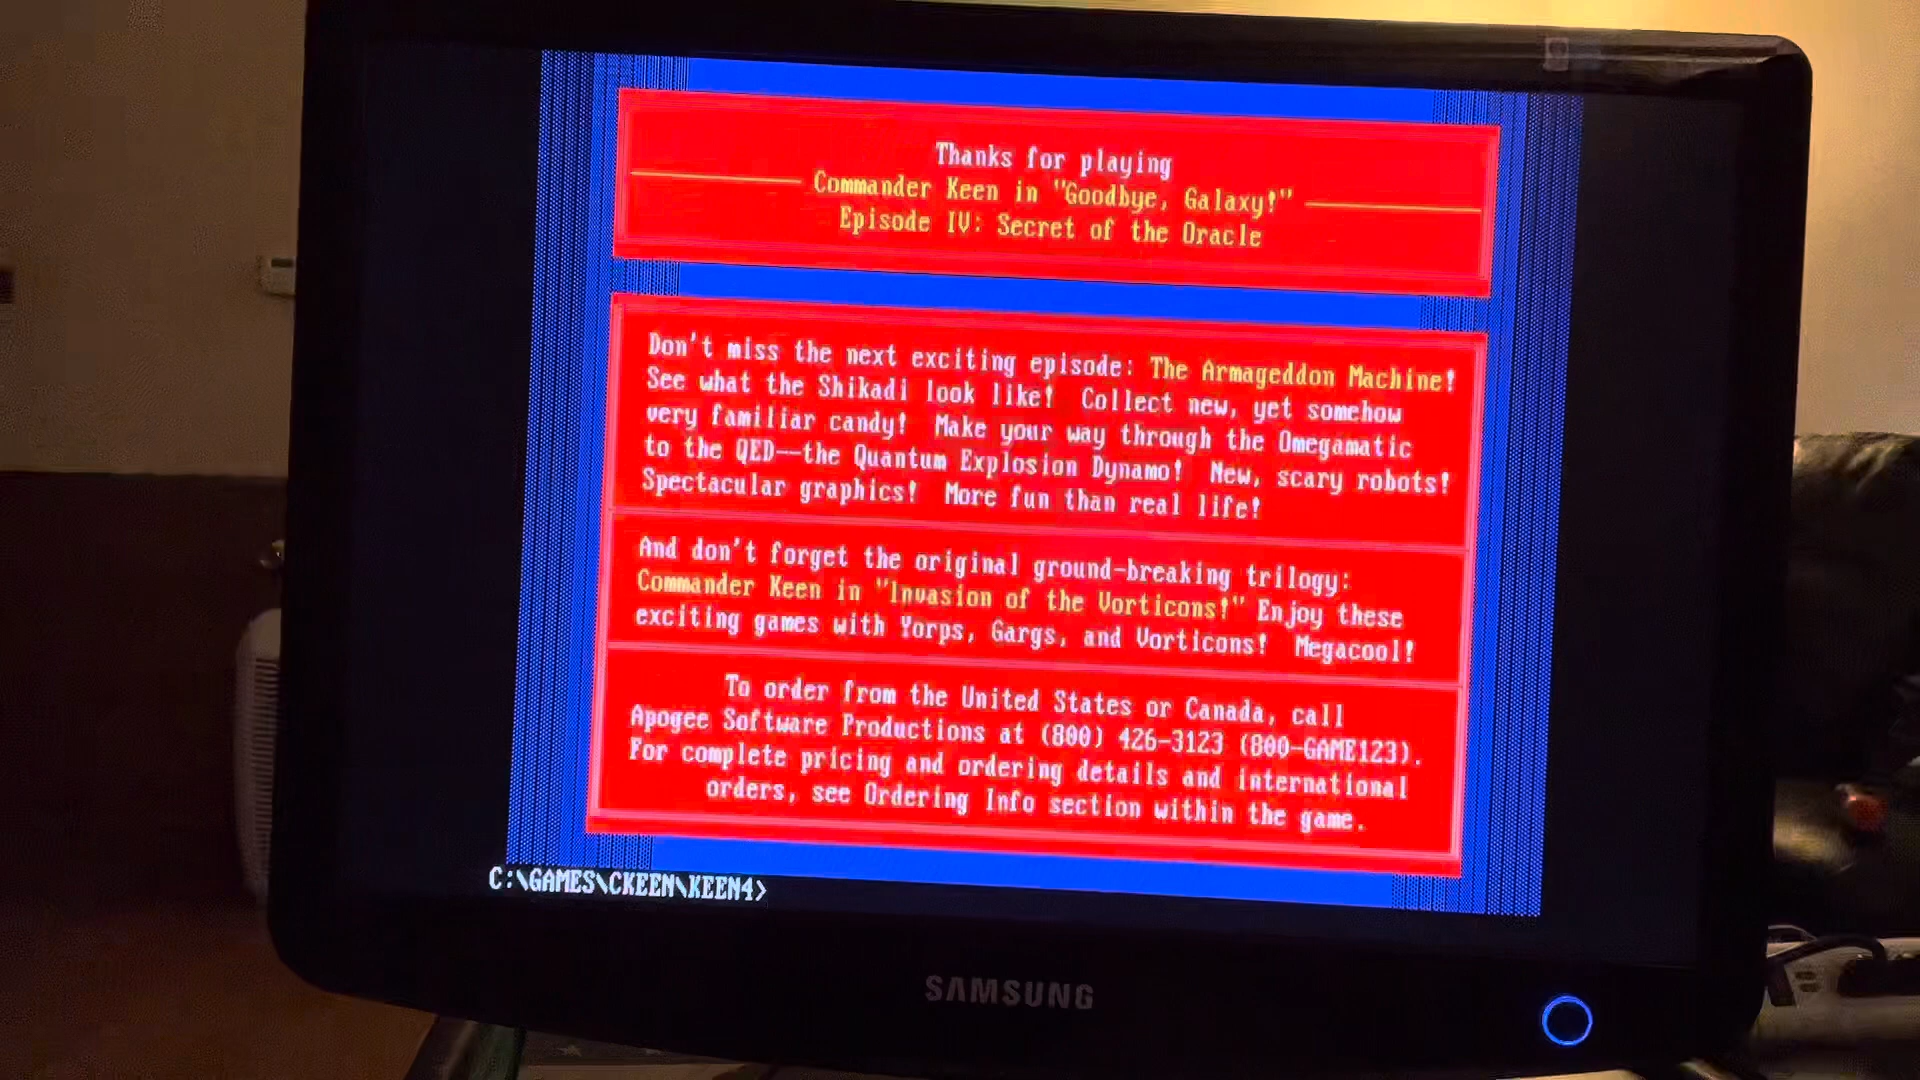 Thanks for playing
Commander Keen in "Goodbye, Galaxy!"
Episode IV: Secret of the Oracle
Don't miss the next exciting episode: The Armageddon Machine!
See what the Shikadi look like!  Collect new, yet somehow
very familiar candy!  Make your way through the Omegamatic
to the QED--the Quantum Explosion Dynamo!  New, scary robots!
Spectacular graphics!  More fun than real life!
And don't forget the original ground-breaking trilogy:
Commander Keen in "Invasion of the Vorticons!" Enjoy these
exciting games with Yorps, Gargs, and Vorticons!  Megacool!
To order from the United States or Canada, call
Apogee Software Productions at (800) 426-3123 (800-GAME123).
For complete pricing and ordering details and international
orders, see Ordering Info section within the game.
C:\GAMES\CKEEN\KEEN4>
SAMSUNG